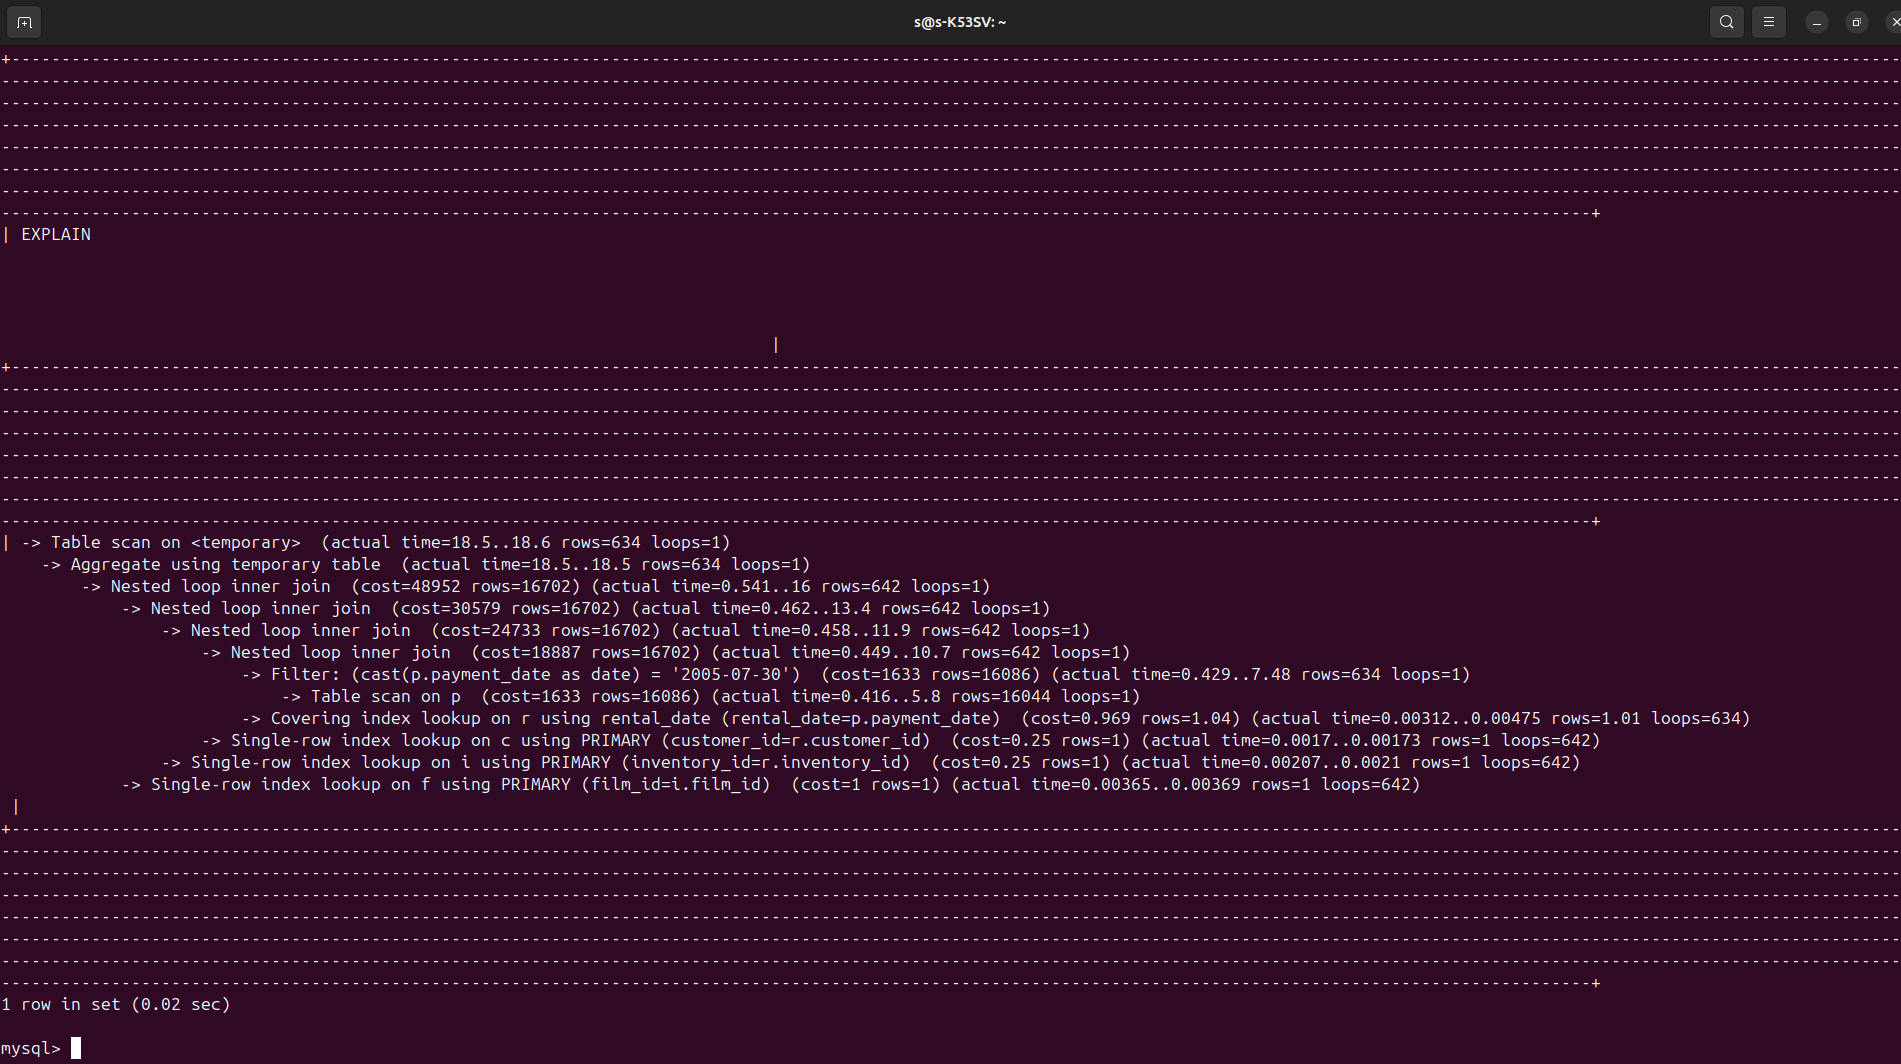 s@s-K53SV: ~
+---------------------------------------------------------------------------------------------------------------------------------------------------------------------------------------------+
| EXPLAIN
|
+---------------------------------------------------------------------------------------------------------------------------------------------------------------------------------------------+
| -> Table scan on <temporary>  (actual time=18.5..18.6 rows=634 loops=1)
    -> Aggregate using temporary table  (actual time=18.5..18.5 rows=634 loops=1)
        -> Nested loop inner join  (cost=48952 rows=16702) (actual time=0.541..16 rows=642 loops=1)
            -> Nested loop inner join  (cost=30579 rows=16702) (actual time=0.462..13.4 rows=642 loops=1)
                -> Nested loop inner join  (cost=24733 rows=16702) (actual time=0.458..11.9 rows=642 loops=1)
                    -> Nested loop inner join  (cost=18887 rows=16702) (actual time=0.449..10.7 rows=642 loops=1)
                        -> Filter: (cast(p.payment_date as date) = '2005-07-30')  (cost=1633 rows=16086) (actual time=0.429..7.48 rows=634 loops=1)
                            -> Table scan on p  (cost=1633 rows=16086) (actual time=0.416..5.8 rows=16044 loops=1)
                        -> Covering index lookup on r using rental_date (rental_date=p.payment_date)  (cost=0.969 rows=1.04) (actual time=0.00312..0.00475 rows=1.01 loops=634)
                    -> Single-row index lookup on c using PRIMARY (customer_id=r.customer_id)  (cost=0.25 rows=1) (actual time=0.0017..0.00173 rows=1 loops=642)
                -> Single-row index lookup on i using PRIMARY (inventory_id=r.inventory_id)  (cost=0.25 rows=1) (actual time=0.00207..0.0021 rows=1 loops=642)
            -> Single-row index lookup on f using PRIMARY (film_id=i.film_id)  (cost=1 rows=1) (actual time=0.00365..0.00369 rows=1 loops=642)
 |
+---------------------------------------------------------------------------------------------------------------------------------------------------------------------------------------------+
1 row in set (0.02 sec)
mysql>